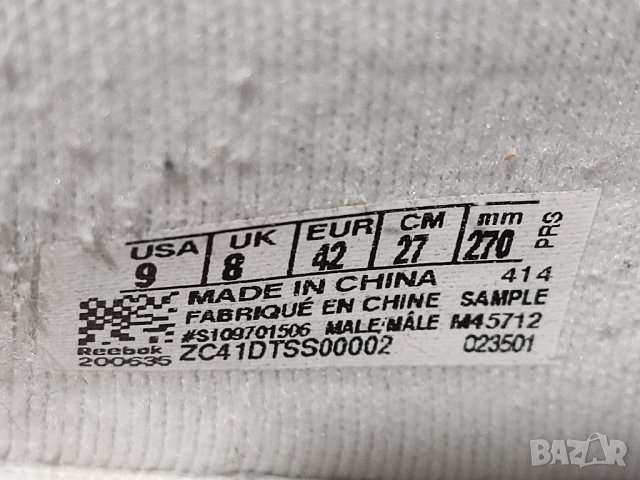 USA UK EUR CM mm
9 8 42 27 270 PRS
MADE IN CHINA 414
FABRIQUÉ EN CHINE SAMPLE
#S109701506 MALE/MÂLE M45712
Reebok ZC41DTSS00002 023501
200635
BAZAR